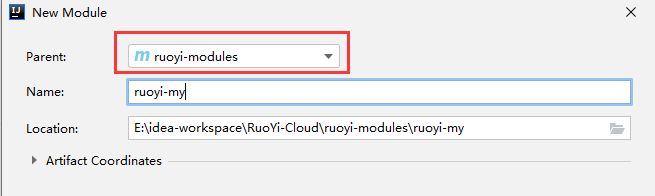 IJ New Module
Parent: m ruoyi-modules
Name: ruoyi-my
Location: E:\idea-workspace\RuoYi-Cloud\ruoyi-modules\ruoyi-my
Artifact Coordinates